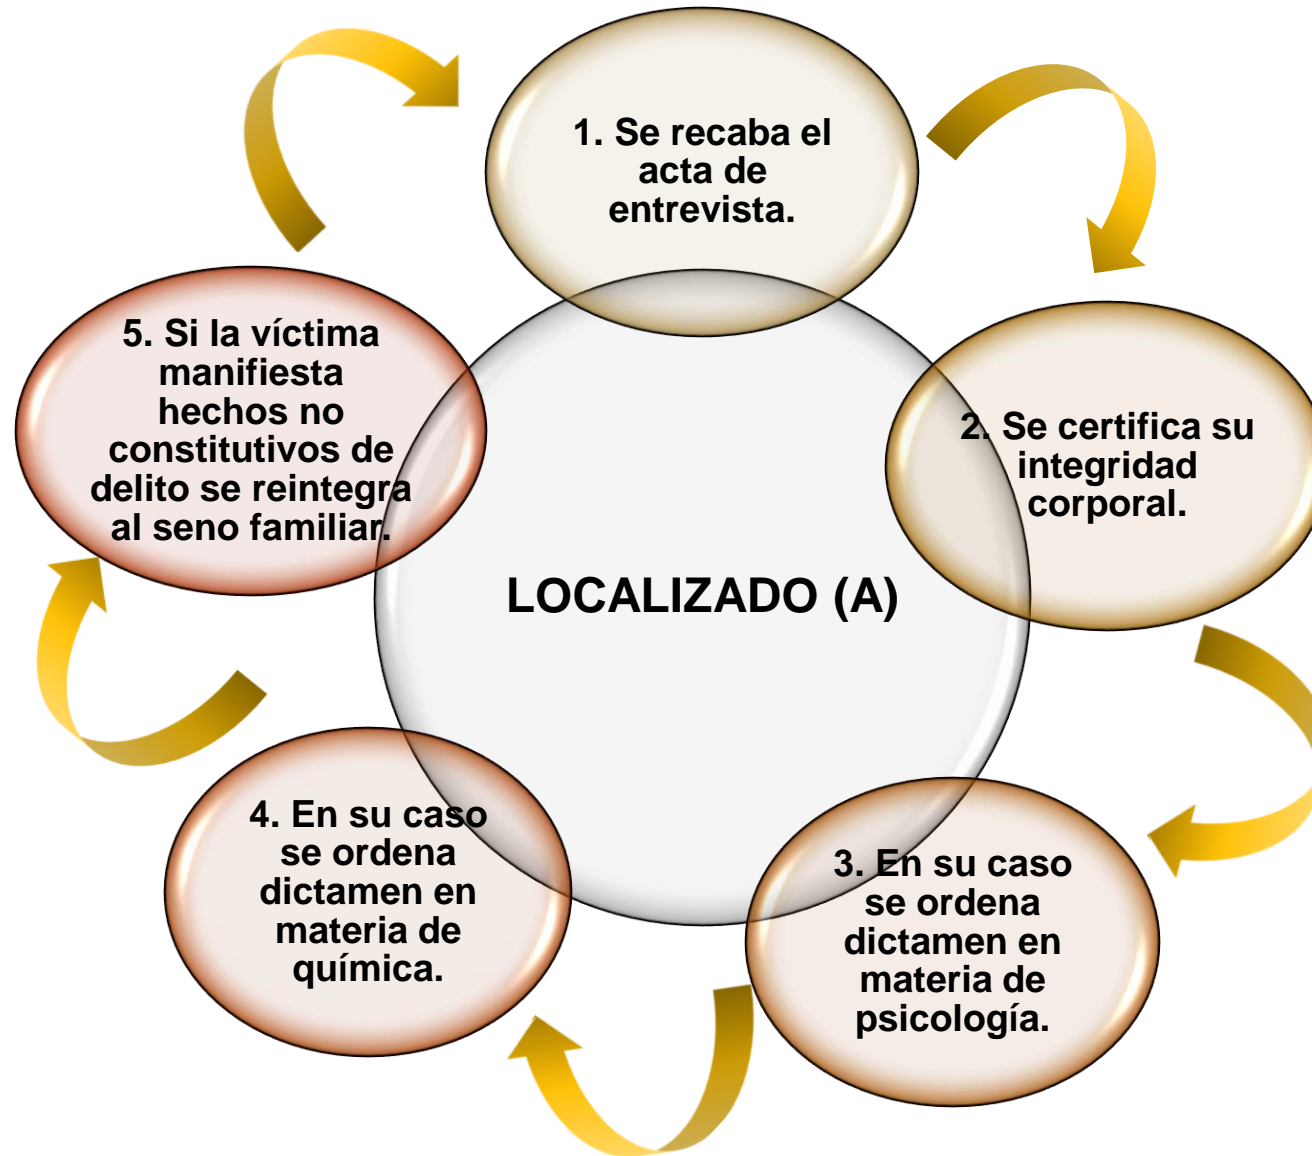 1. Se recaba el
acta de
entrevista.
2. Se certifica su
integridad
corporal.
3. En su caso
se ordena
dictamen en
materia de
psicología.
4. En su caso
se ordena
dictamen en
materia de
química.
5. Si la víctima
manifiesta
hechos no
constitutivos de
delito se reintegra
al seno familiar.
LOCALIZADO (A)